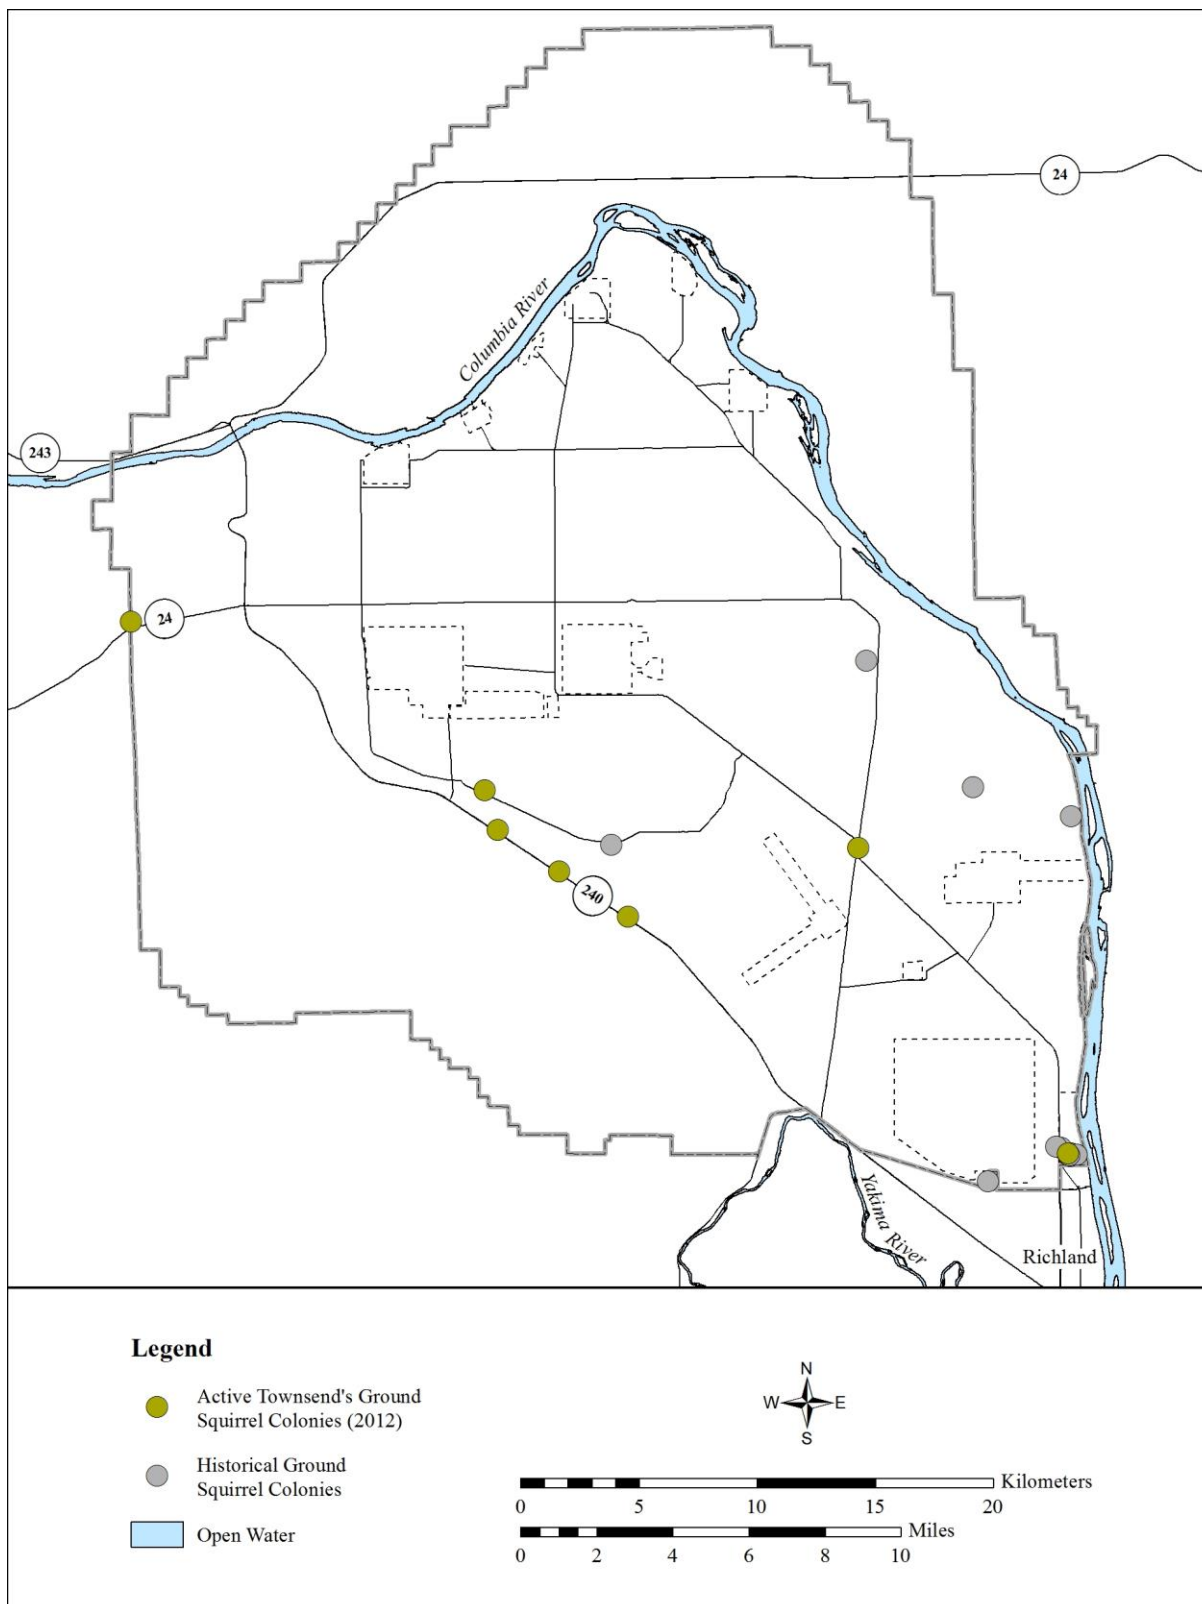 24
Columbia River
243
24
240
Yakima River
Richland
Legend
Active Townsend's Ground
Squirrel Colonies (2012)
Historical Ground
Squirrel Colonies
Open Water
N
W E
S
Kilometers
0 5 10 15 20
Miles
0 2 4 6 8 10